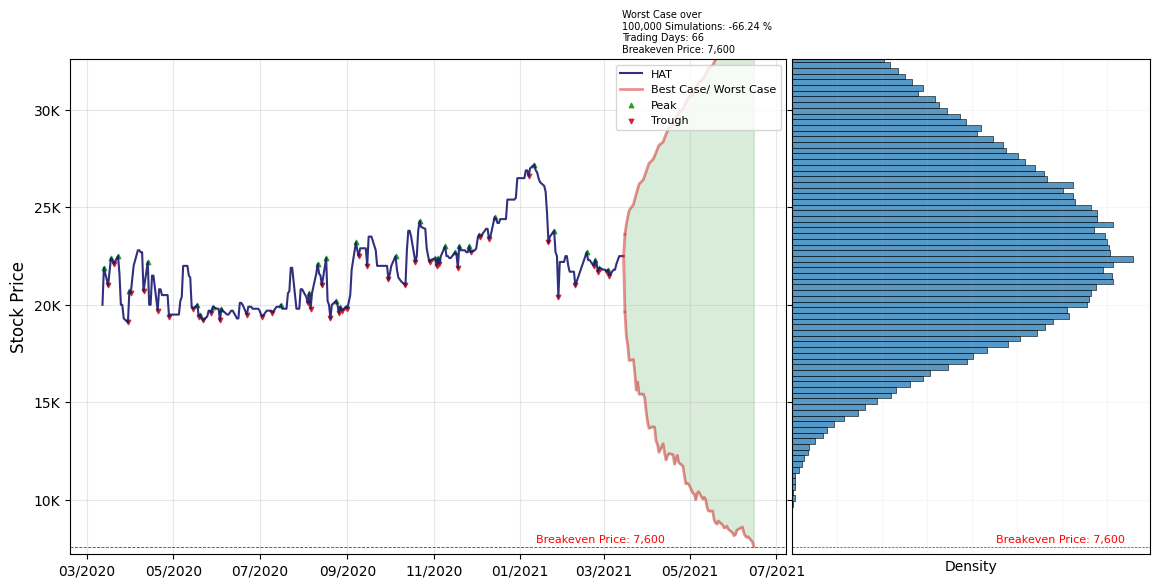 Worst Case over
100,000 Simulations: -66.24 %
Trading Days: 66
Breakeven Price: 7,600
HAT
Best Case/ Worst Case
Peak
Trough
Stock Price
30K
25K
20K
15K
10K
Breakeven Price: 7,600
Breakeven Price: 7,600
03/2020 05/2020 07/2020 09/2020 11/2020 01/2021 03/2021 05/2021 07/2021
Density